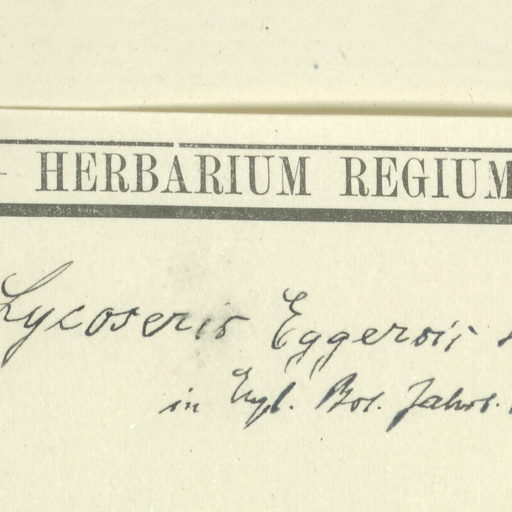 HERBARIUM REGIUM
Lycoseris Eggersii
in Engl. Bot. Jahrb.